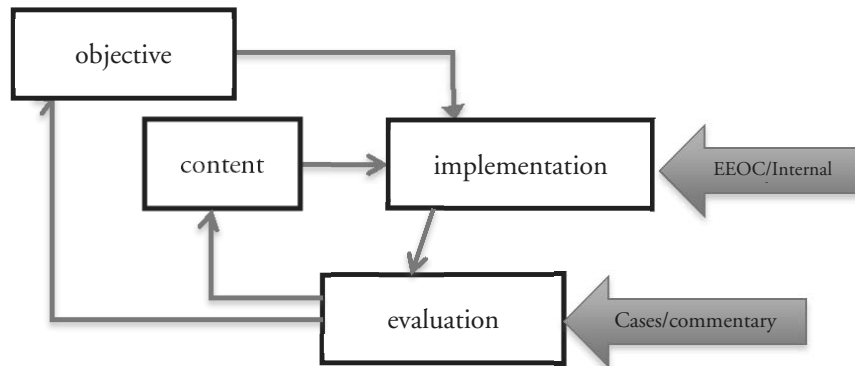 objective
content
implementation
EEOC/Internal
evaluation
Cases/commentary